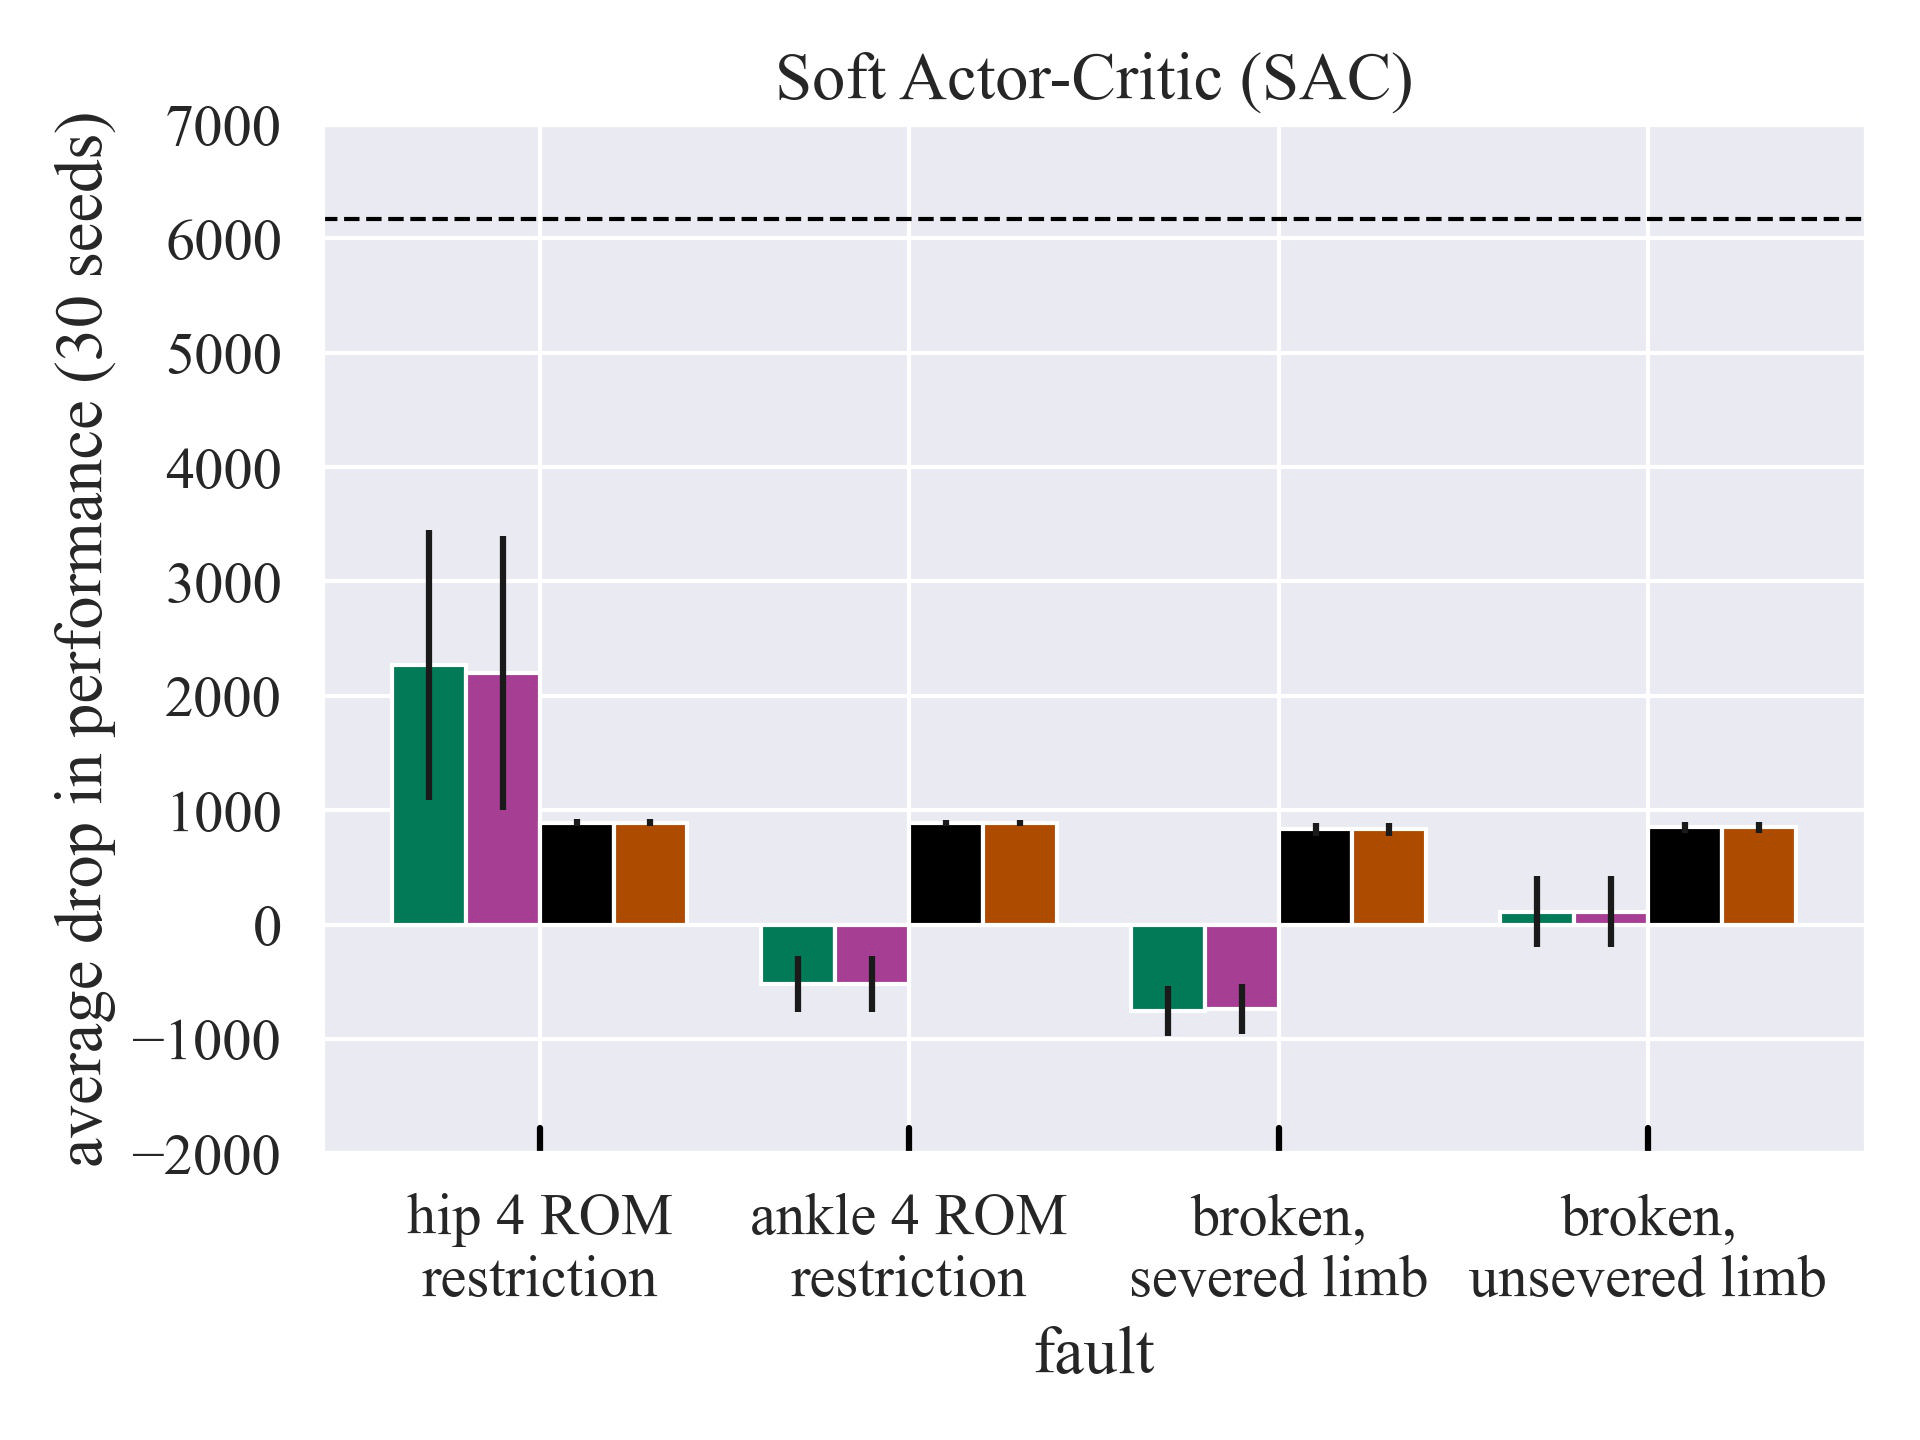 Soft Actor-Critic (SAC)
average drop in performance (30 seeds)
7000
6000
5000
4000
3000
2000
1000
0
−1000
−2000
hip 4 ROM
restriction
ankle 4 ROM
restriction
broken,
severed limb
broken,
unsevered limb
fault